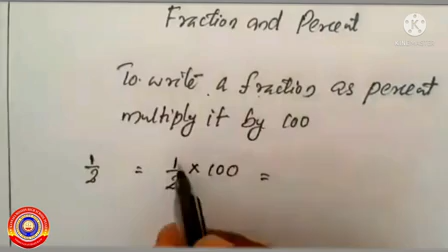 Fraction and Percent
To write a fraction as percent
multiply it by 100
1/2 = 1/2 × 100 =